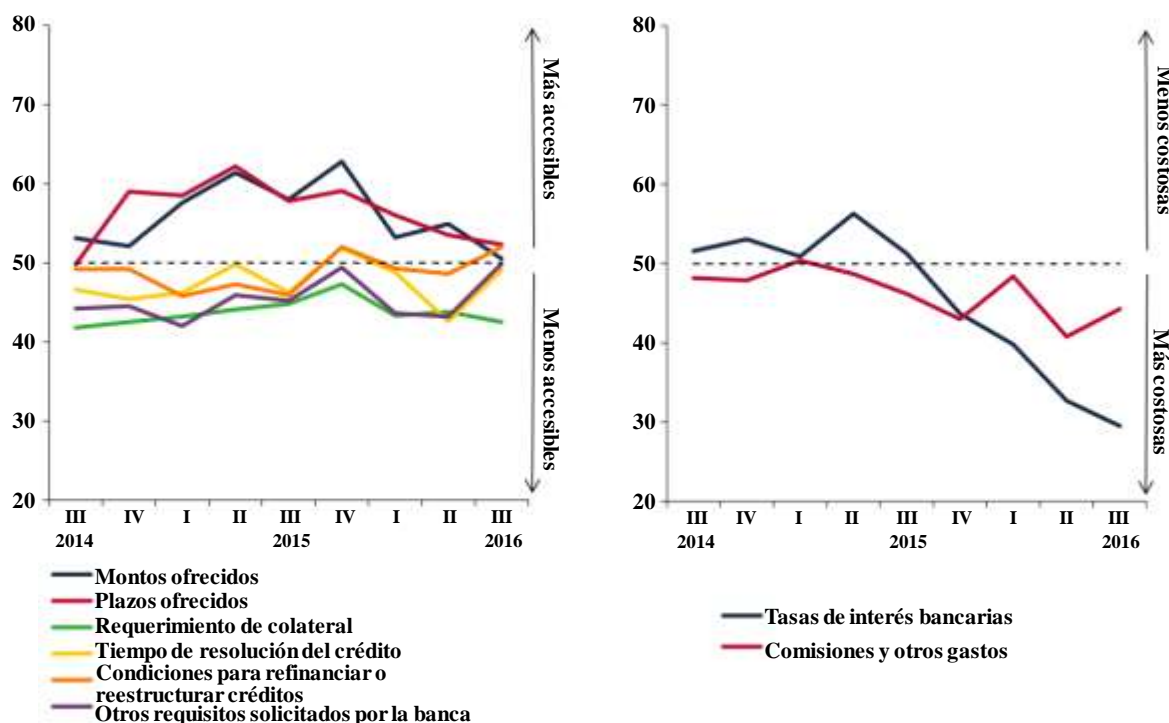 80
70
60
50
40
30
20
Más accesibles
Menos accesibles
III IV I II III IV I II III
2014 2015 2016
Montos ofrecidos
Plazos ofrecidos
Requerimiento de colateral
Tiempo de resolución del crédito
Condiciones para refinanciar o
reestructurar créditos
Otros requisitos solicitados por la banca
80
70
60
50
40
30
20
Menos costosas
Más costosas
III IV I II III IV I II III
2014 2015 2016
Tasas de interés bancarias
Comisiones y otros gastos